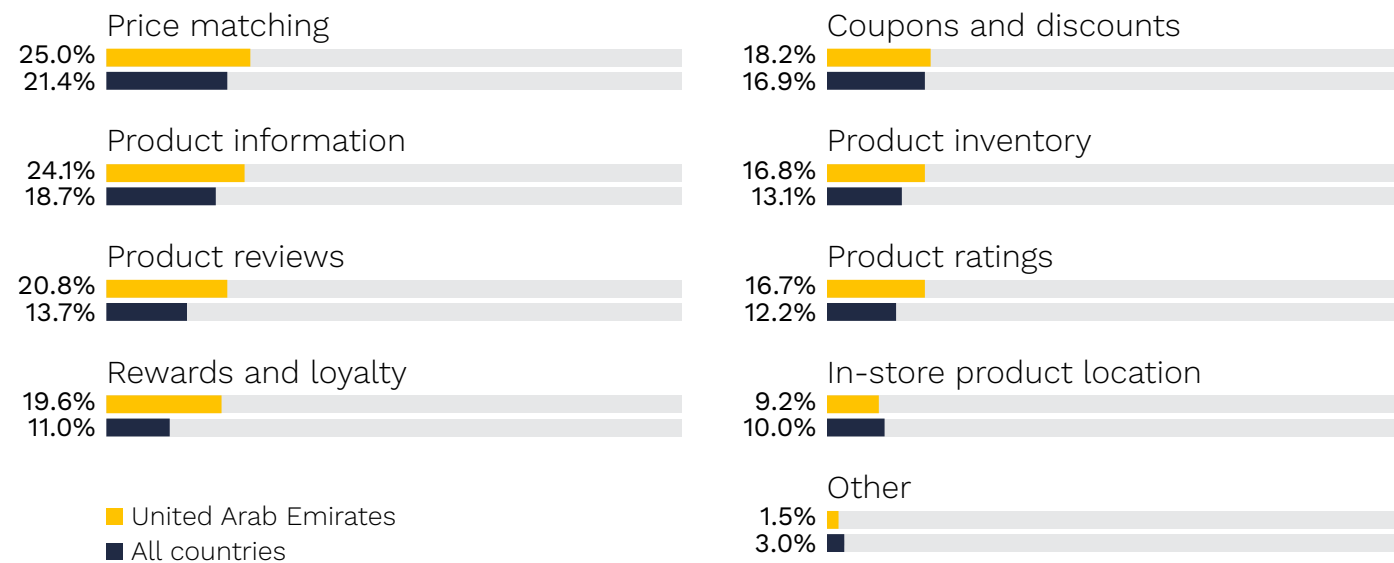 Price matching
25.0%
21.4%
Product information
24.1%
18.7%
Product reviews
20.8%
13.7%
Rewards and loyalty
19.6%
11.0%
United Arab Emirates
All countries
Coupons and discounts
18.2%
16.9%
Product inventory
16.8%
13.1%
Product ratings
16.7%
12.2%
In-store product location
9.2%
10.0%
Other
1.5%
3.0%